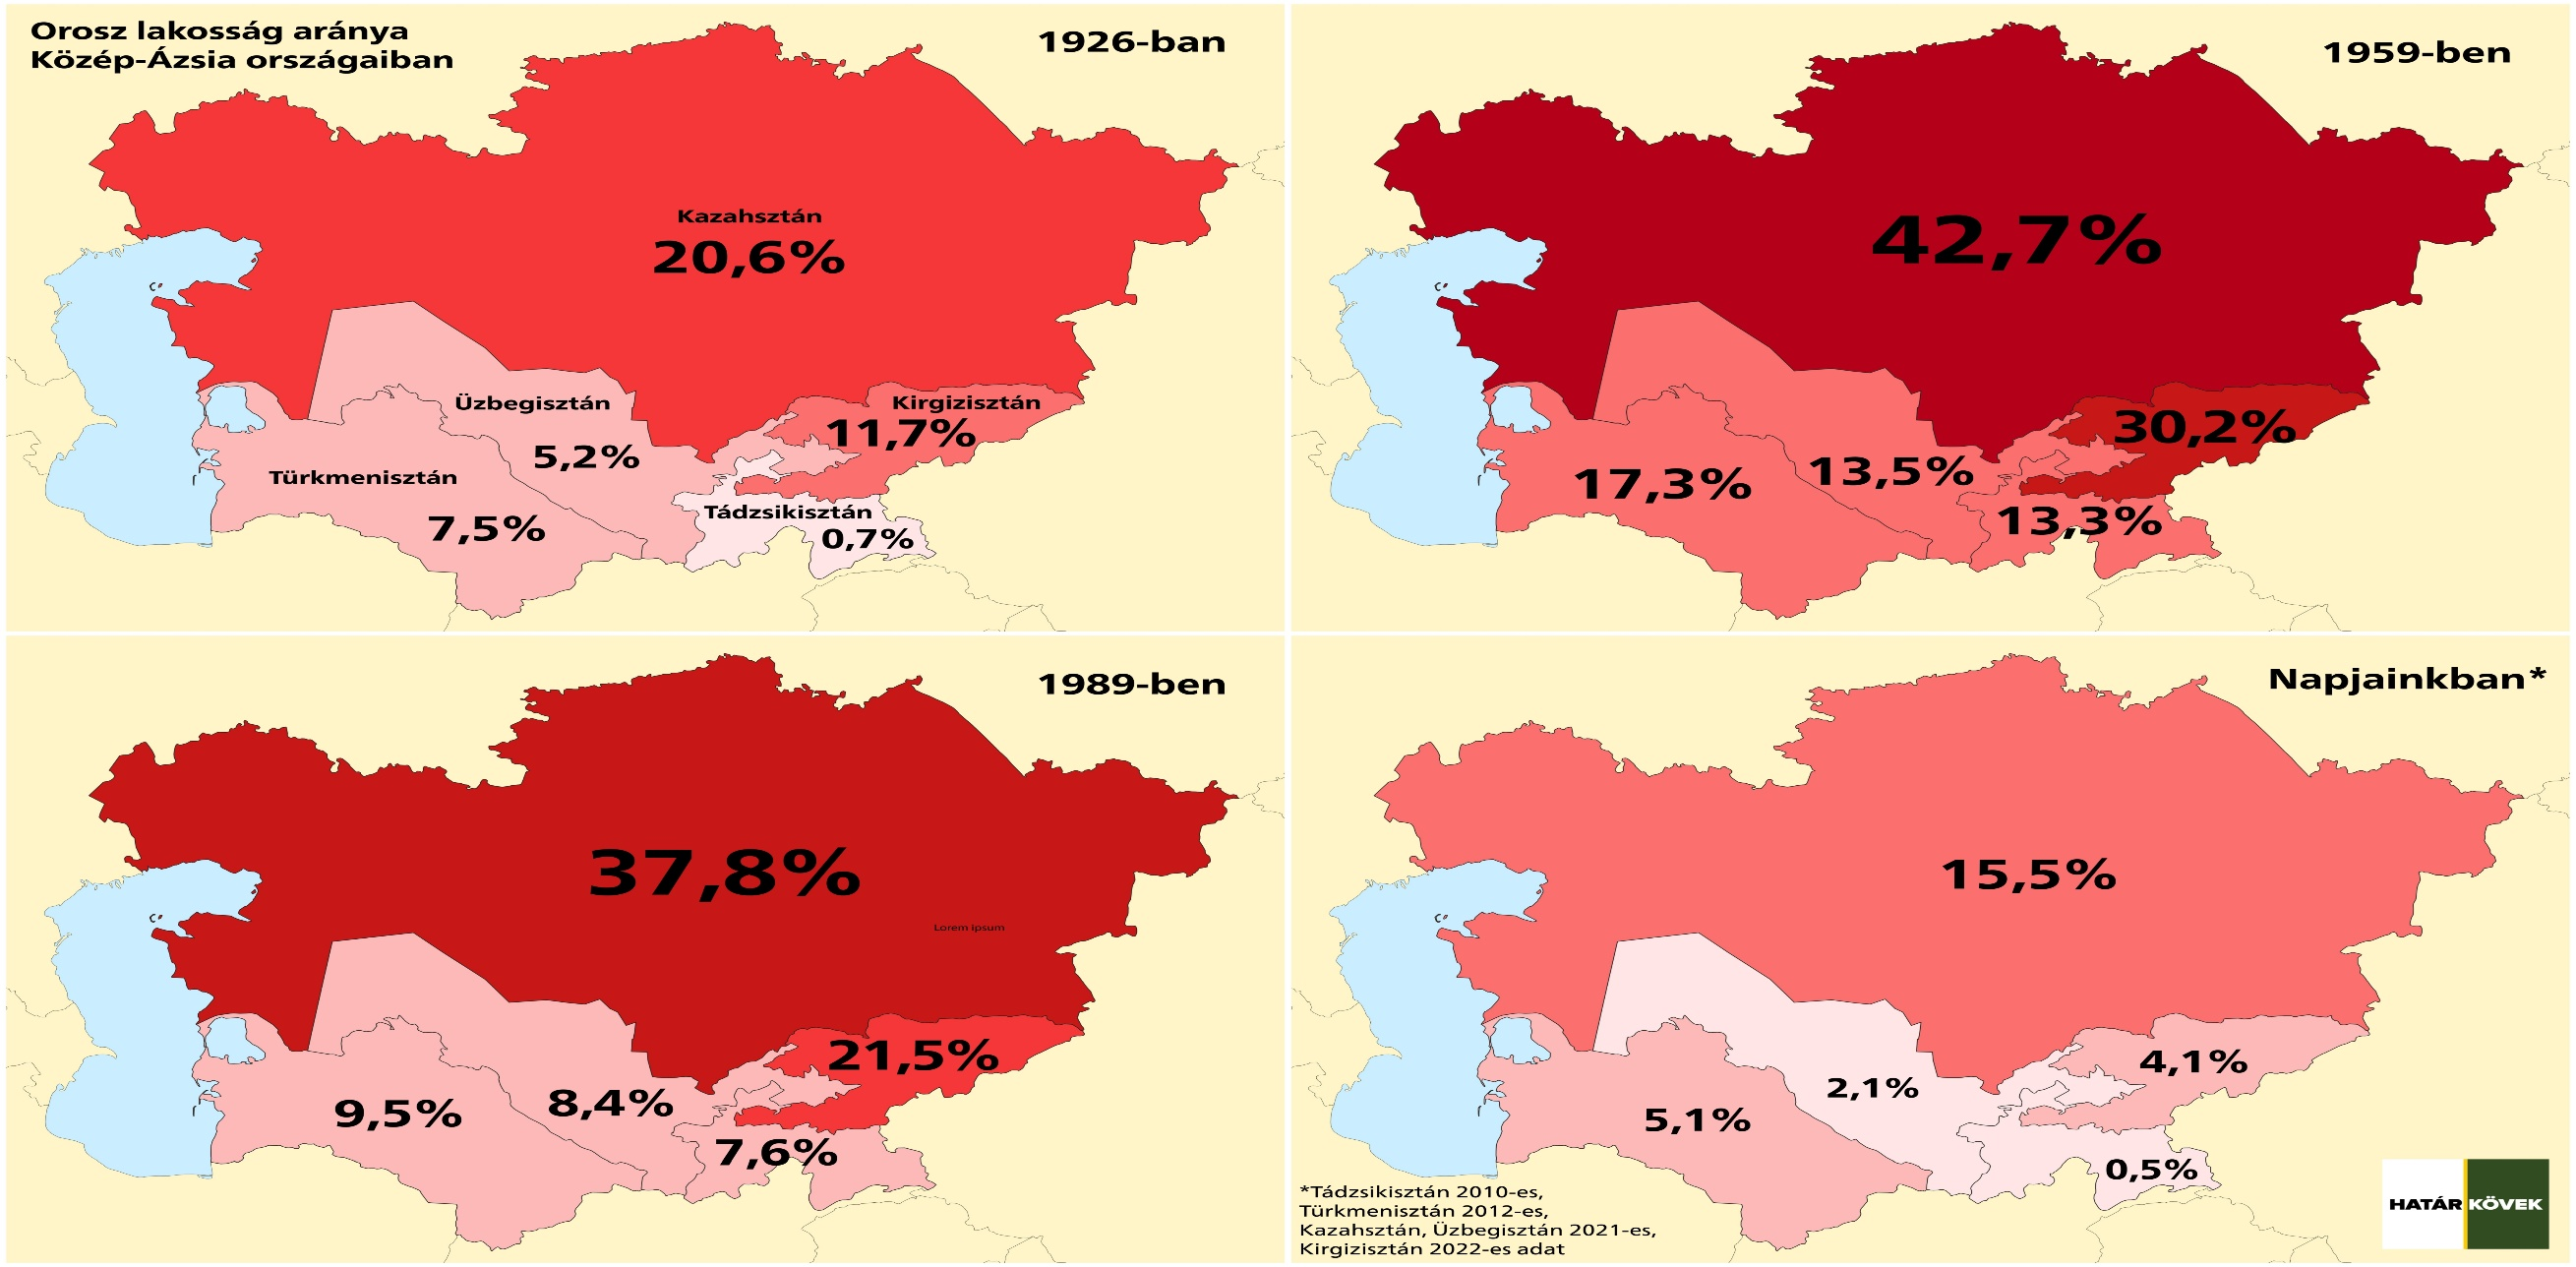 Orosz lakosság aránya
Közép-Ázsia országaiban
1926-ban
Kazahsztán
20,6%
Üzbegisztán
5,2%
Kirgizisztán
11,7%
Türkmenisztán
7,5%
Tádzsikisztán
0,7%
1959-ben
42,7%
30,2%
17,3%
13,5%
13,3%
1989-ben
37,8%
Lorem Ipsum
21,5%
9,5%
8,4%
7,6%
Napjainkban*
15,5%
4,1%
2,1%
5,1%
0,5%
*Tádzsikisztán 2010-es,
Türkmenisztán 2012-es,
Kazahsztán, Üzbegisztán 2021-es,
Kirgizisztán 2022-es adat
HATÁR KÖVEK